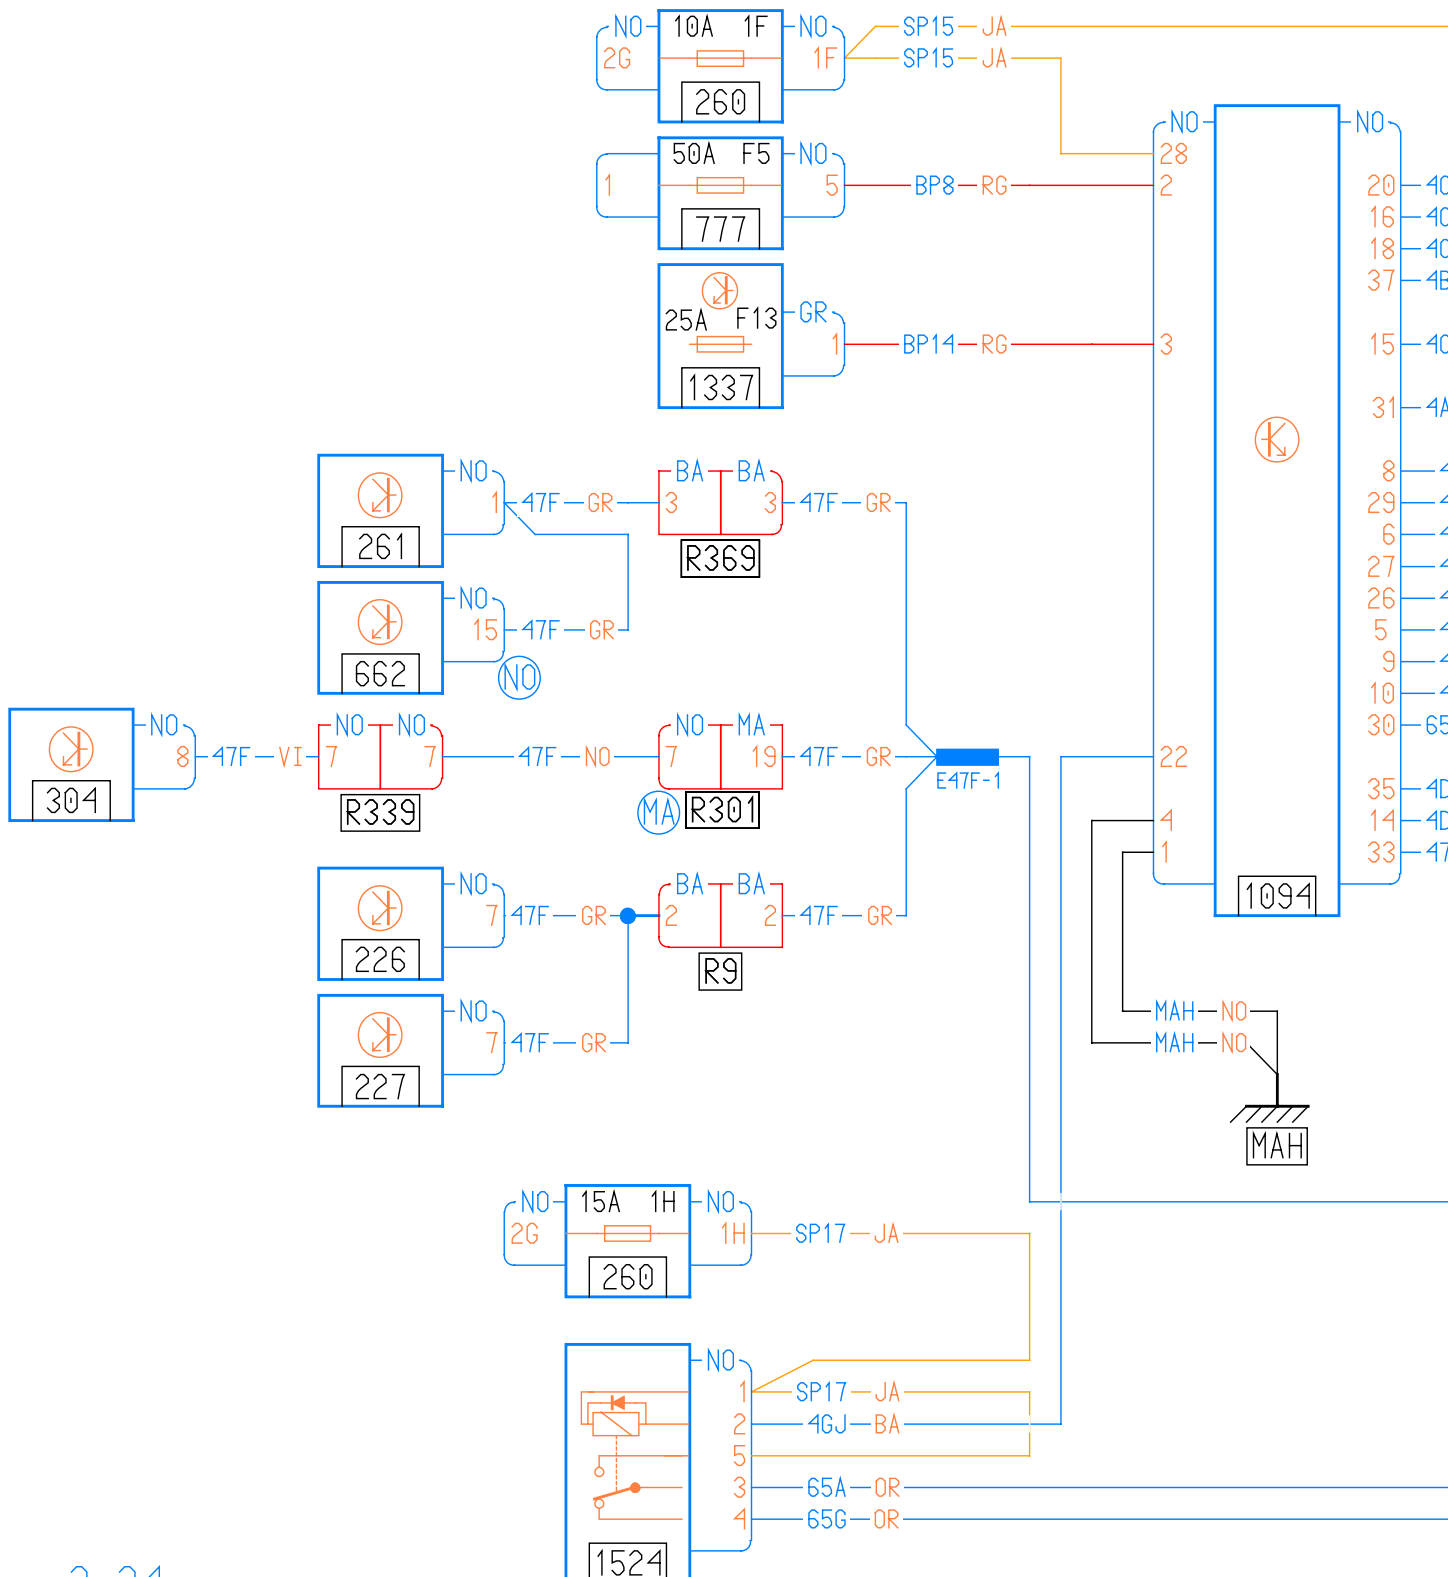 NO 10A 1F NO SP15 JA
2G 1F SP15 JA
260
NO NO
50A F5 NO 28
1 5 BP8 RG 2 20
777 16
18
37
25A F13 GR
1 BP14 RG 3 15
1337
31
NO BA BA 8
1 47F GR 3 3 47F GR 29
261 R369 6
27
NO 26
15 47F GR 5
662 NO 9
10
NO NO NO NO MA 30 65
8 47F VI 7 7 47F NO 7 19 47F GR 22
E47F-1
304 R339 MA R301 35 4D
4 14 4D
1 33 47
NO BA BA 1094
7 47F GR 2 2 47F GR
226 R9
NO MAH NO
7 47F GR MAH NO
227
MAH
NO 15A 1H NO
2G 1H SP17 JA
260
NO
1 SP17 JA
2 4GJ BA
5
3 65A OR
4 65G OR
1524